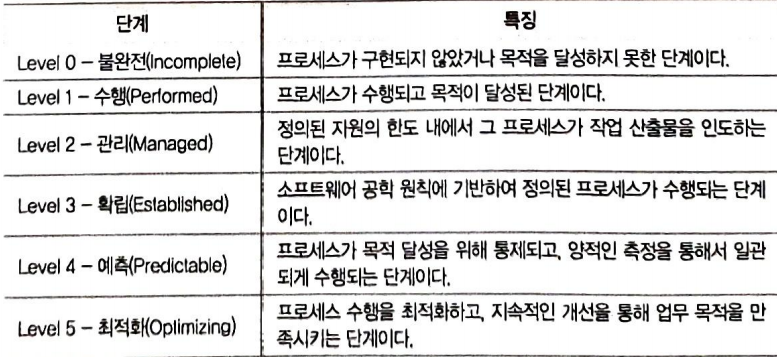 단계 특징
Level 0 – 불완전(Incomplete) 프로세스가 구현되지 않았거나 목적을 달성하지 못한 단계이다.
Level 1 – 수행(Performed) 프로세스가 수행되고 목적이 달성된 단계이다.
Level 2 – 관리(Managed) 정의된 자원의 한도 내에서 그 프로세스가 작업 산출물을 인도하는
단계이다.
Level 3 – 확립(Established) 소프트웨어 공학 원칙에 기반하여 정의된 프로세스가 수행되는 단계
이다.
Level 4 – 예측(Predictable) 프로세스가 목적 달성을 위해 통제되고, 양적인 측정을 통해서 일관
되게 수행되는 단계이다.
Level 5 – 최적화(Oplimizing) 프로세스 수행을 최적화하고, 지속적인 개선을 통해 업무 목적을 만
족시키는 단계이다.